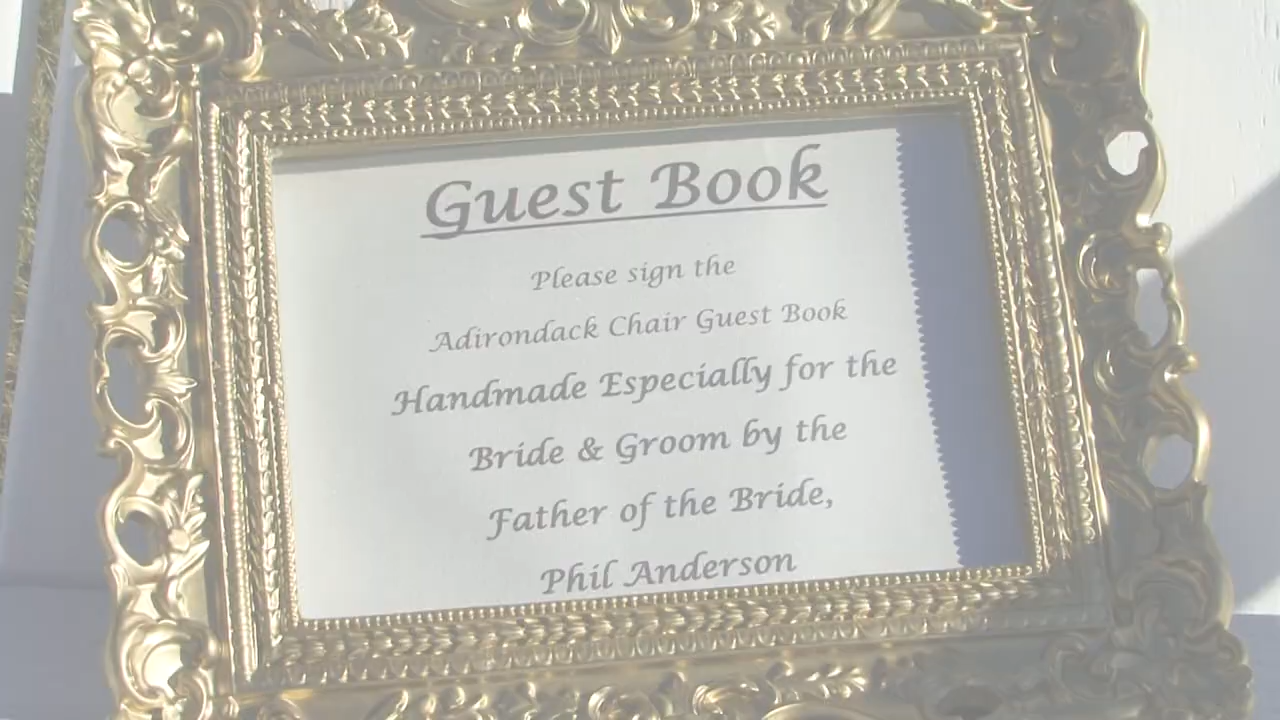 Guest Book
Please sign the
Adirondack Chair Guest Book
Handmade Especially for the
Bride & Groom by the
Father of the Bride,
Phil Anderson